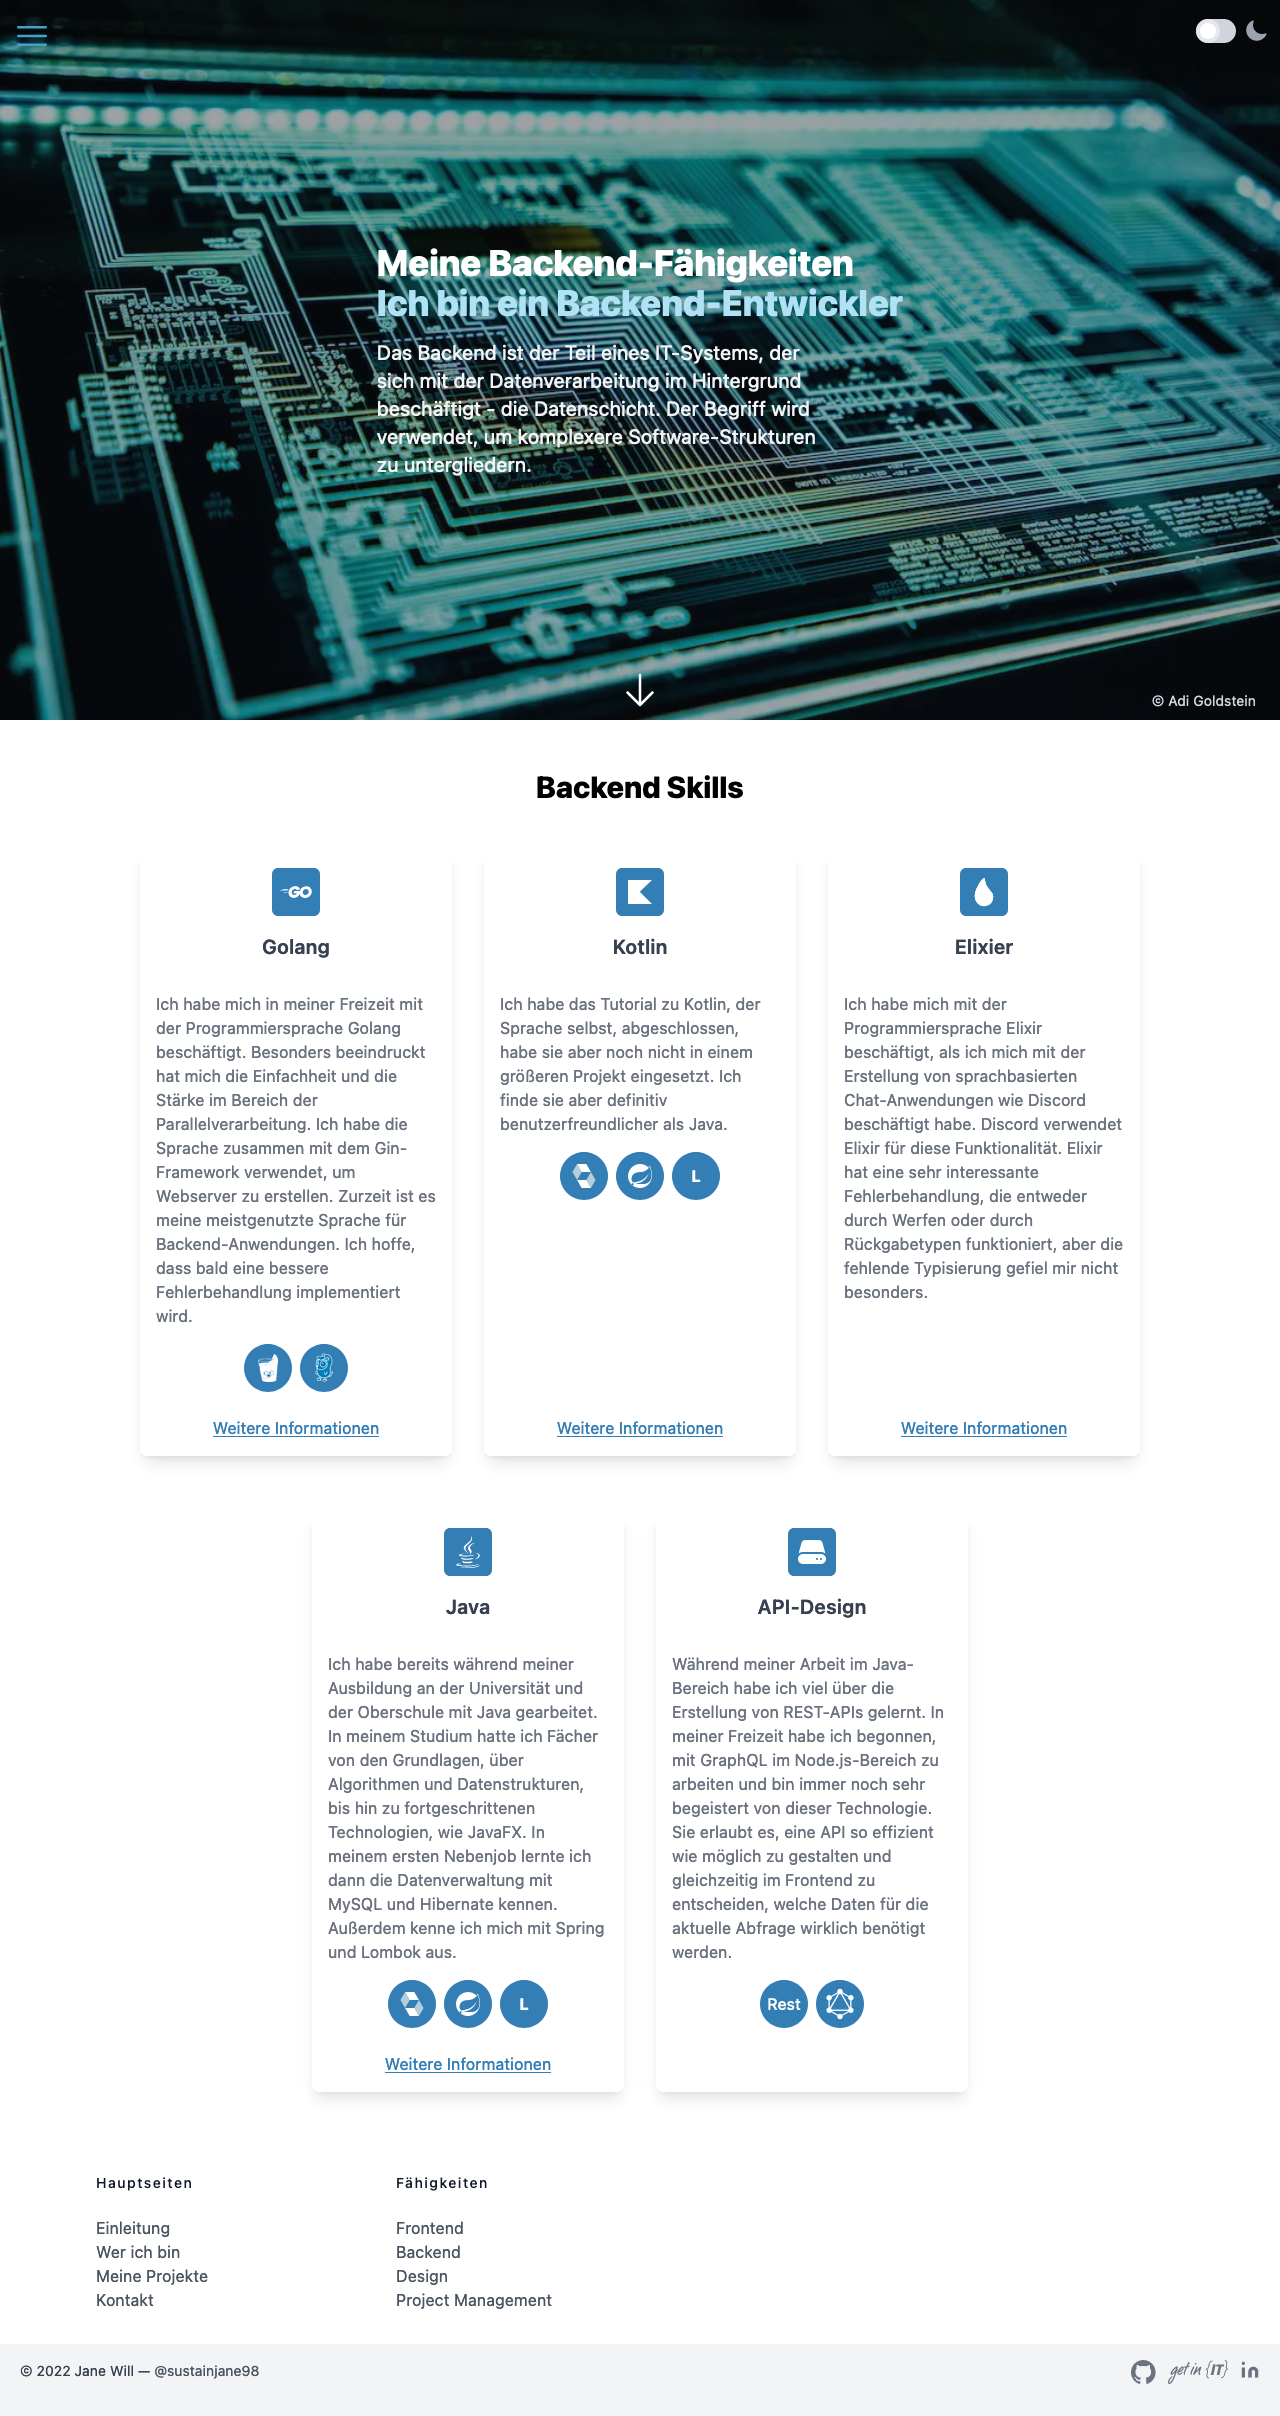 Meine Backend-Fähigkeiten
Ich bin ein Backend-Entwickler
Das Backend ist der Teil eines IT-Systems, der
sich mit der Datenverarbeitung im Hintergrund
beschäftigt - die Datenschicht. Der Begriff wird
verwendet, um komplexere Software-Strukturen
zu untergliedern.
© Adi Goldstein
Backend Skills
GO
Golang
Ich habe mich in meiner Freizeit mit
der Programmiersprache Golang
beschäftigt. Besonders beeindruckt
hat mich die Einfachheit und die
Stärke im Bereich der
Parallelverarbeitung. Ich habe die
Sprache zusammen mit dem Gin-
Framework verwendet, um
Webserver zu erstellen. Zurzeit ist es
meine meistgenutzte Sprache für
Backend-Anwendungen. Ich hoffe,
dass bald eine bessere
Fehlerbehandlung implementiert
wird.
Weitere Informationen
Kotlin
Ich habe das Tutorial zu Kotlin, der
Sprache selbst, abgeschlossen,
habe sie aber noch nicht in einem
größeren Projekt eingesetzt. Ich
finde sie aber definitiv
benutzerfreundlicher als Java.
L
Weitere Informationen
Elixier
Ich habe mich mit der
Programmiersprache Elixir
beschäftigt, als ich mich mit der
Erstellung von sprachbasierten
Chat-Anwendungen wie Discord
beschäftigt habe. Discord verwendet
Elixir für diese Funktionalität. Elixir
hat eine sehr interessante
Fehlerbehandlung, die entweder
durch Werfen oder durch
Rückgabetypen funktioniert, aber die
fehlende Typisierung gefiel mir nicht
besonders.
Weitere Informationen
Java
Ich habe bereits während meiner
Ausbildung an der Universität und
der Oberschule mit Java gearbeitet.
In meinem Studium hatte ich Fächer
von den Grundlagen, über
Algorithmen und Datenstrukturen,
bis hin zu fortgeschrittenen
Technologien, wie JavaFX. In
meinem ersten Nebenjob lernte ich
dann die Datenverwaltung mit
MySQL und Hibernate kennen.
Außerdem kenne ich mich mit Spring
und Lombok aus.
L
Weitere Informationen
API-Design
Während meiner Arbeit im Java-
Bereich habe ich viel über die
Erstellung von REST-APIs gelernt. In
meiner Freizeit habe ich begonnen,
mit GraphQL im Node.js-Bereich zu
arbeiten und bin immer noch sehr
begeistert von dieser Technologie.
Sie erlaubt es, eine API so effizient
wie möglich zu gestalten und
gleichzeitig im Frontend zu
entscheiden, welche Daten für die
aktuelle Abfrage wirklich benötigt
werden.
Rest
Hauptseiten
Einleitung
Wer ich bin
Meine Projekte
Kontakt
Fähigkeiten
Frontend
Backend
Design
Project Management
© 2022 Jane Will — @sustainjane98
get in {IT}
in